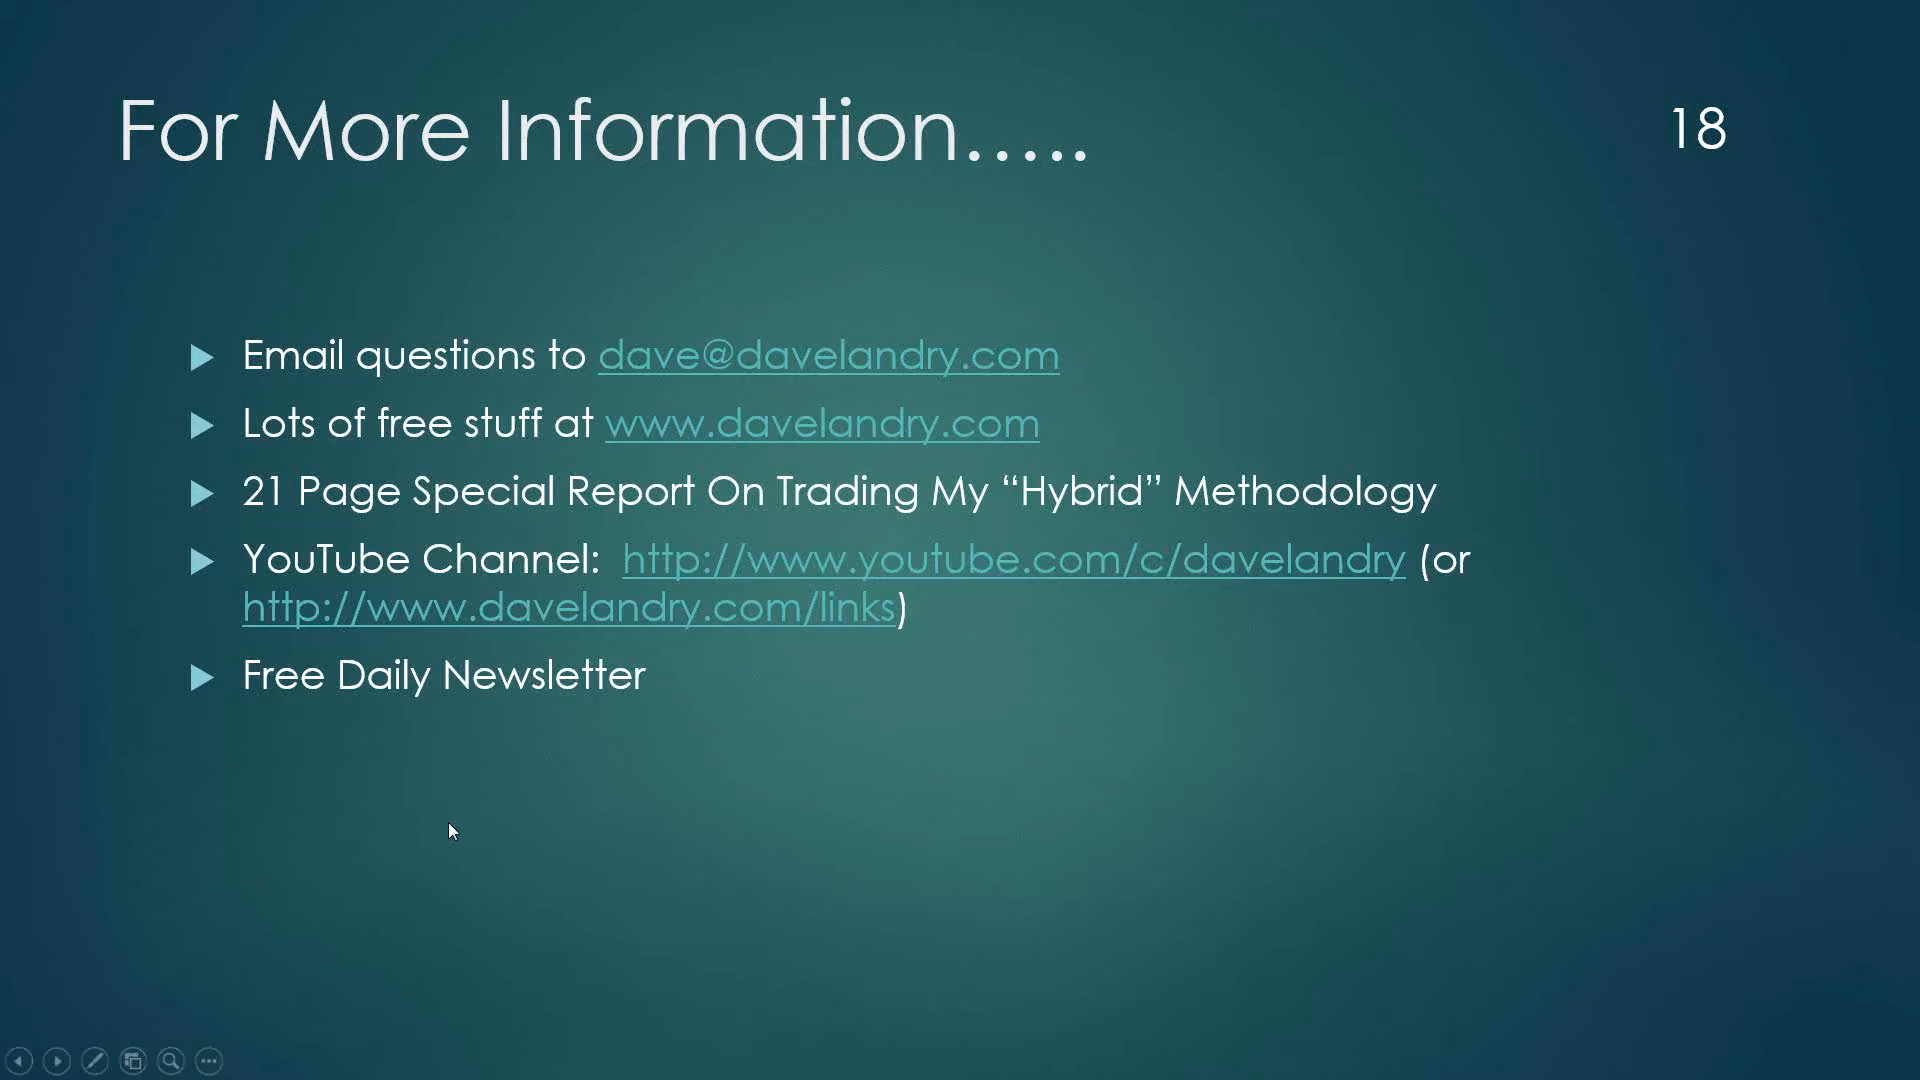 For More Information.....
18
Email questions to dave@davelandry.com
Lots of free stuff at www.davelandry.com
21 Page Special Report On Trading My “Hybrid” Methodology
YouTube Channel:  http://www.youtube.com/c/davelandry (or
http://www.davelandry.com/links)
Free Daily Newsletter